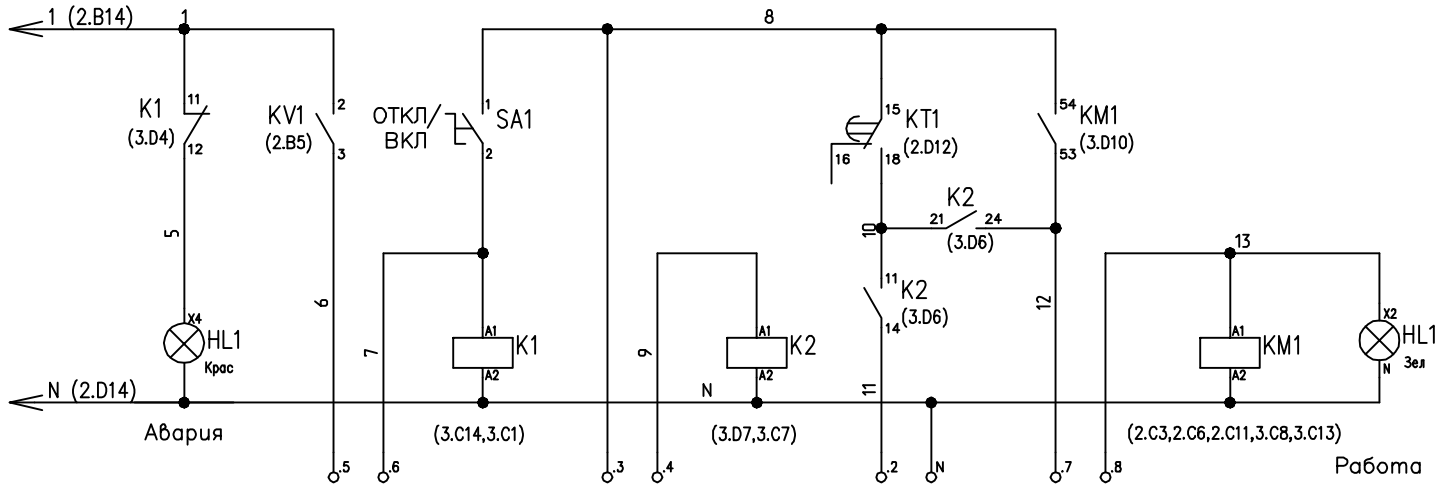 1 (2.B14)
1
8
K1
11
(3.D4)
12
KV1
2
(2.B5)
3
ОТКЛ/
ВКЛ
1
SA1
2
15
KT1
(2.D12)
16
18
54
KM1
(3.D10)
53
K2
21
24
(3.D6)
5
6
10
11
K2
(3.D6)
14
12
13
X4
HL1
Крас
7
A1
K1
A2
9
A1
K2
A2
11
A1
KM1
A2
X2
HL1
Зел
N
N (2.D14)
N
Авария
(3.C14,3.C1)
(3.D7,3.C7)
(2.C3,2.C6,2.C11,3.C8,3.C13)
Работа
.5
.6
.3
.4
.2
N
.7
.8